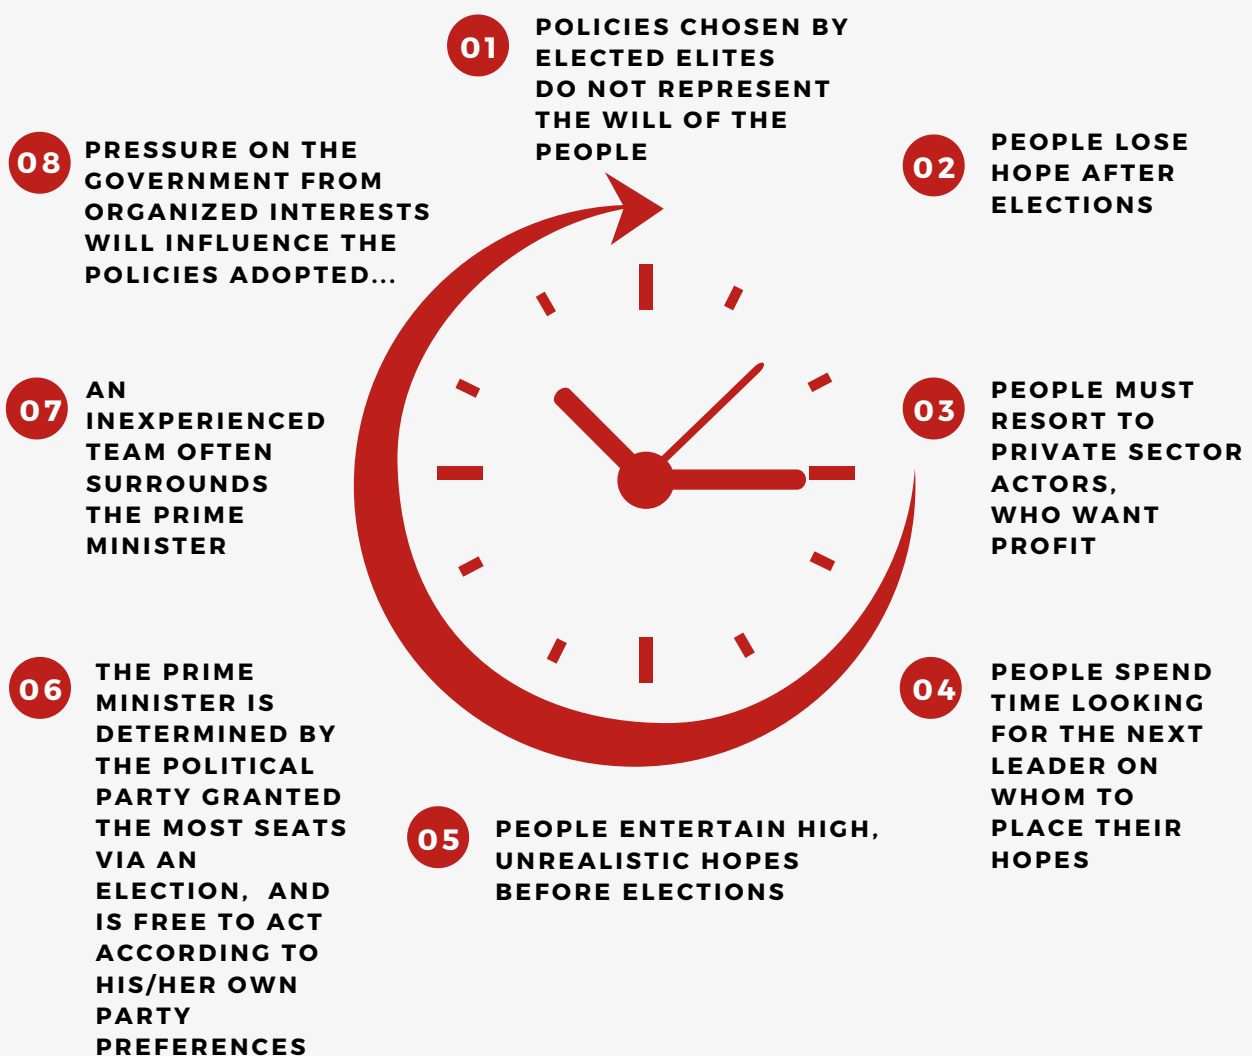 01
POLICIES CHOSEN BY
ELECTED ELITES
DO NOT REPRESENT
THE WILL OF THE
PEOPLE
02
PEOPLE LOSE
HOPE AFTER
ELECTIONS
03
PEOPLE MUST
RESORT TO
PRIVATE SECTOR
ACTORS,
WHO WANT
PROFIT
04
PEOPLE SPEND
TIME LOOKING
FOR THE NEXT
LEADER ON
WHOM TO
PLACE THEIR
HOPES
05
PEOPLE ENTERTAIN HIGH,
UNREALISTIC HOPES
BEFORE ELECTIONS
06
THE PRIME
MINISTER IS
DETERMINED BY
THE POLITICAL
PARTY GRANTED
THE MOST SEATS
VIA AN
ELECTION, AND
IS FREE TO ACT
ACCORDING TO
HIS/HER OWN
PARTY
PREFERENCES
07
AN
INEXPERIENCED
TEAM OFTEN
SURROUNDS
THE PRIME
MINISTER
08
PRESSURE ON THE
GOVERNMENT FROM
ORGANIZED INTERESTS
WILL INFLUENCE THE
POLICIES ADOPTED...